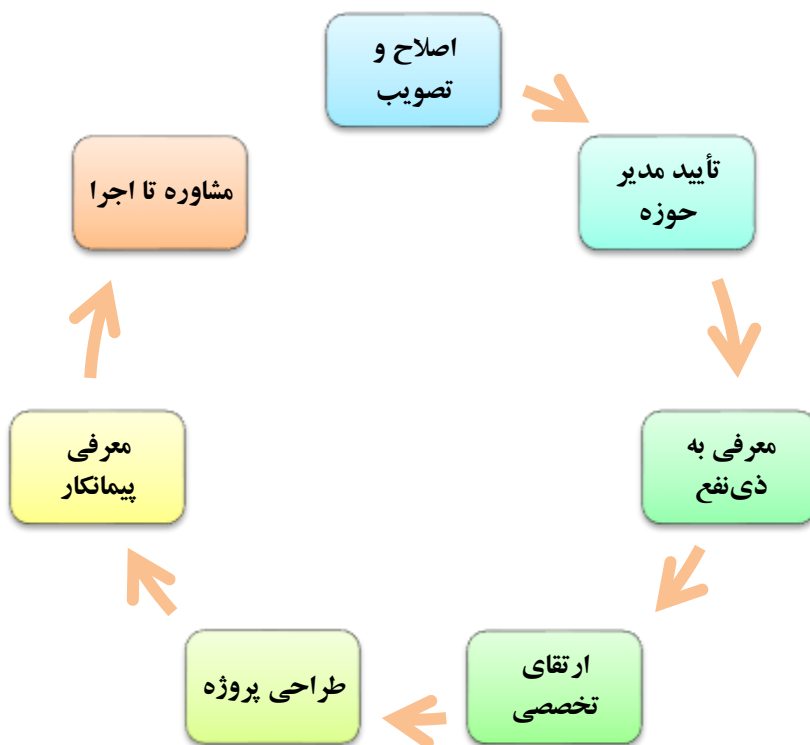 اصلاح و
تصویب
تأیید مدیر
حوزه
معرفی به
ذی‌نفع
ارتقای
تخصصی
طراحی پروژه
معرفی
پیمانکار
مشاوره تا اجرا